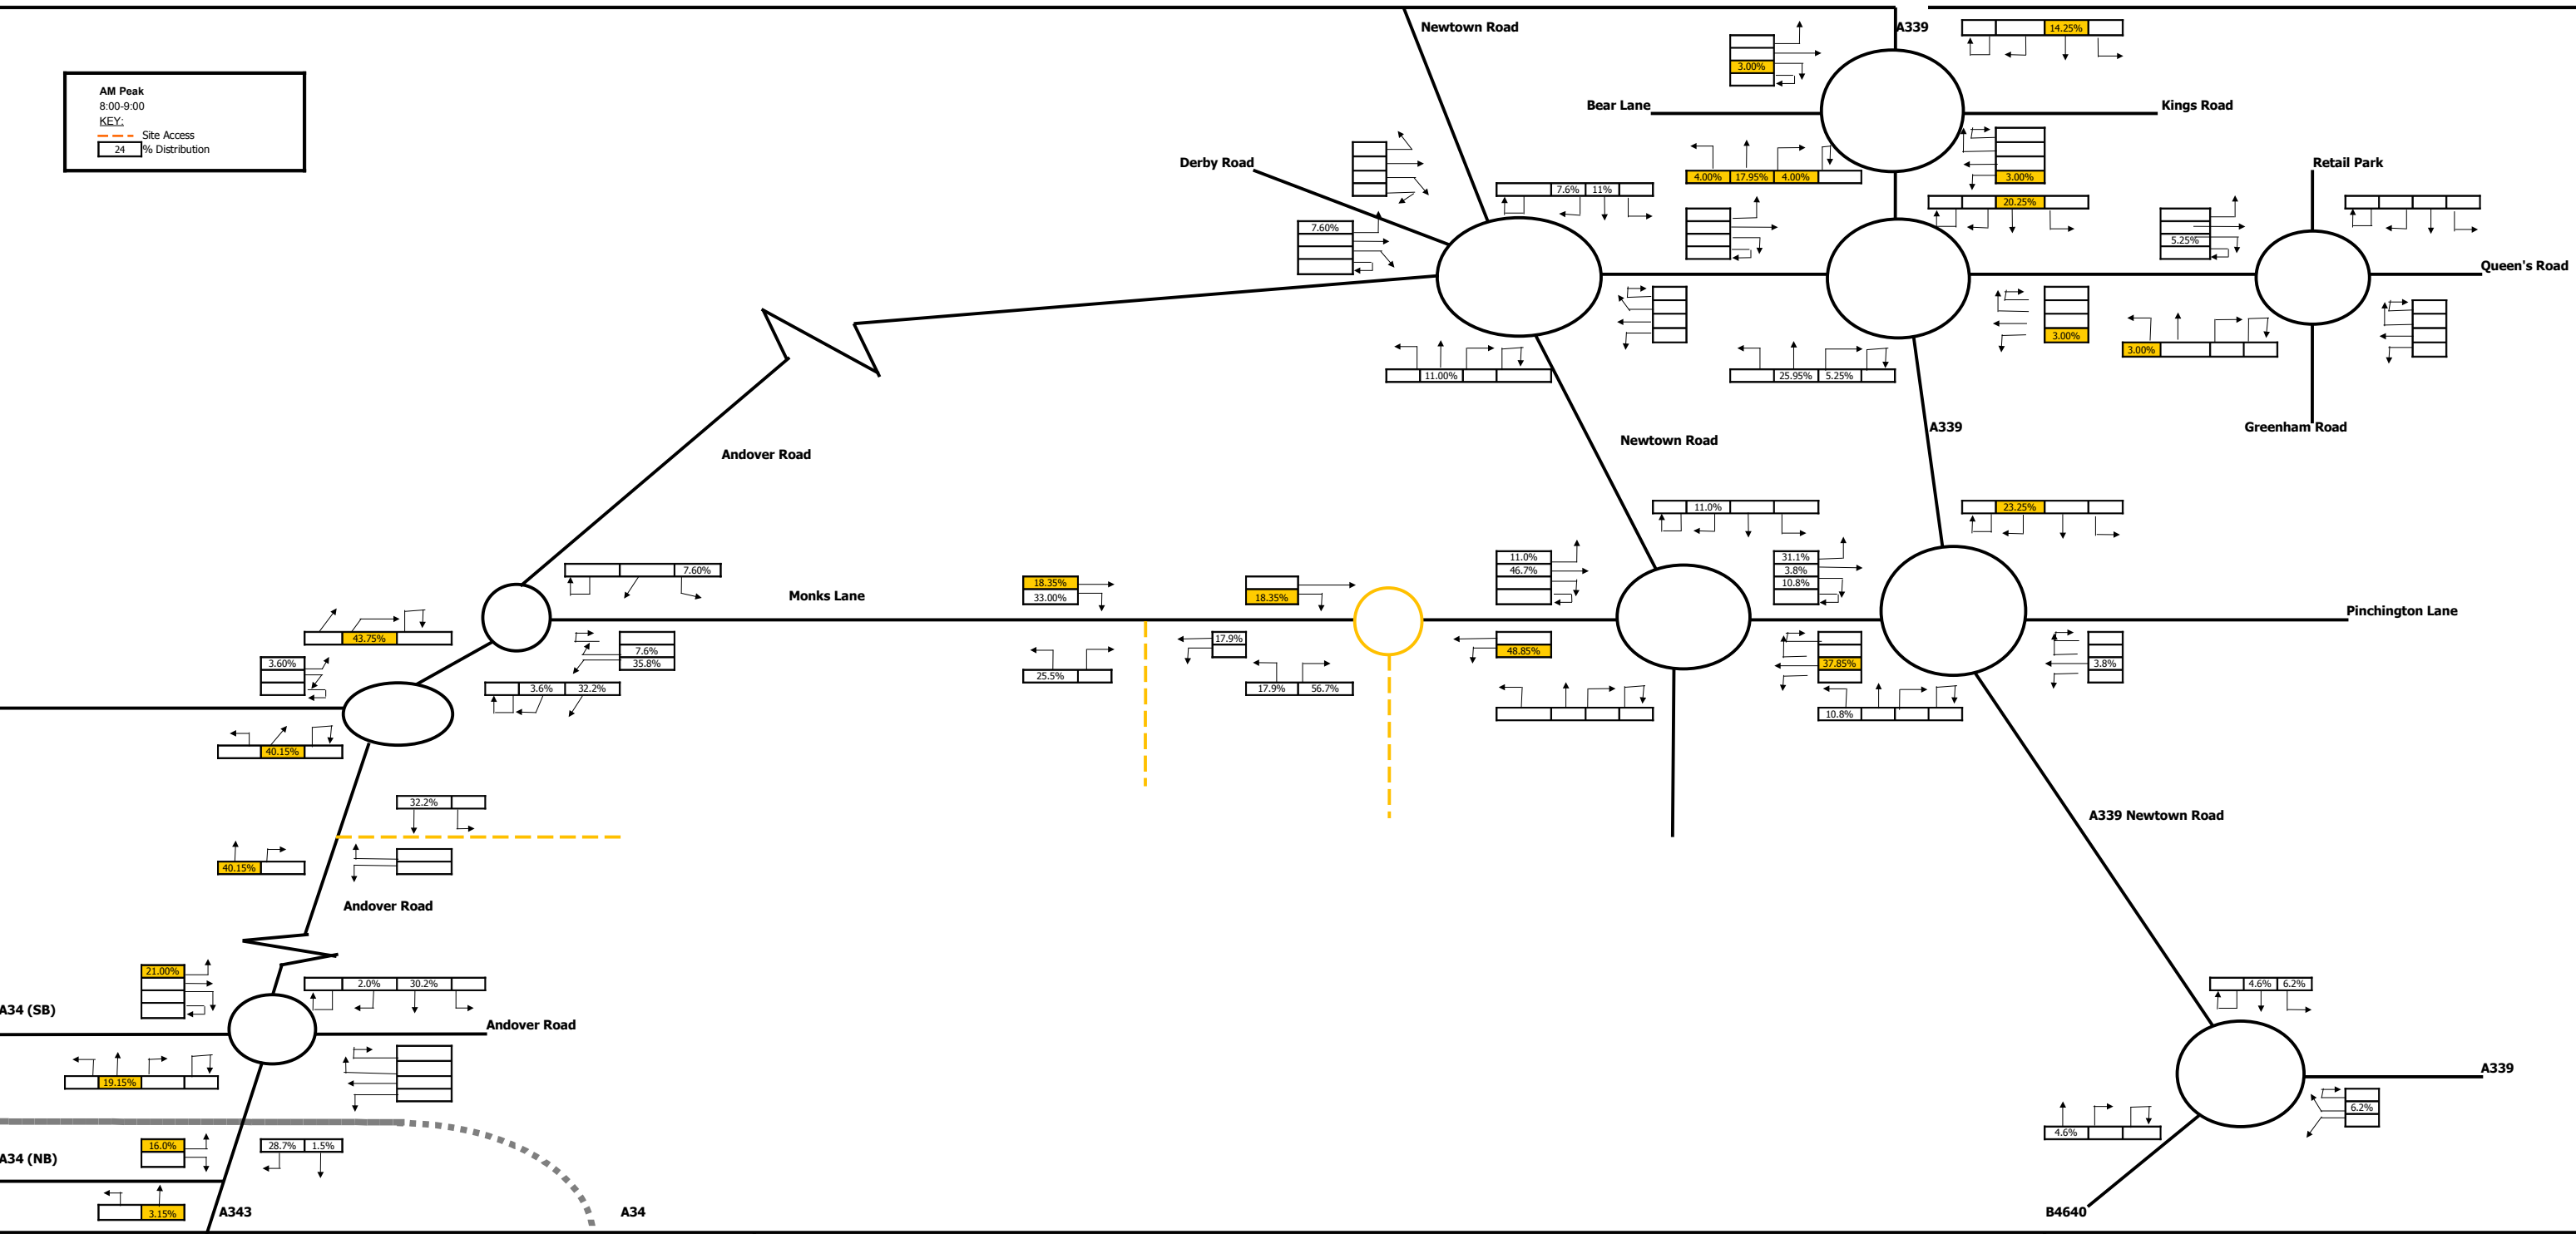 Newtown Road
A339
14.25%
3.00%
AM Peak
8:00-9:00
KEY:
Site Access
24 % Distribution
Bear Lane
Kings Road
Derby Road
Retail Park
4.00% 17.95% 4.00%
3.00%
7.6% 11%
20.25%
7.60%
5.25%
Queen's Road
3.00%
3.00%
11.00%
25.95% 5.25%
Greenham Road
A339
Newtown Road
Andover Road
11.0%
23.25%
11.0%
46.7%
31.1%
3.8%
10.8%
7.60%
18.35%
33.00%
18.35%
Monks Lane
Pinchington Lane
43.75%
7.6%
35.8%
17.9%
48.85%
37.85%
3.8%
3.60%
25.5%
17.9% 56.7%
3.6% 32.2%
10.8%
40.15%
32.2%
A339 Newtown Road
40.15%
Andover Road
21.00%
2.0% 30.2%
4.6% 6.2%
A34 (SB)
Andover Road
19.15%
A339
6.2%
4.6%
16.0%
28.7% 1.5%
A34 (NB)
3.15%
A343
A34
B4640